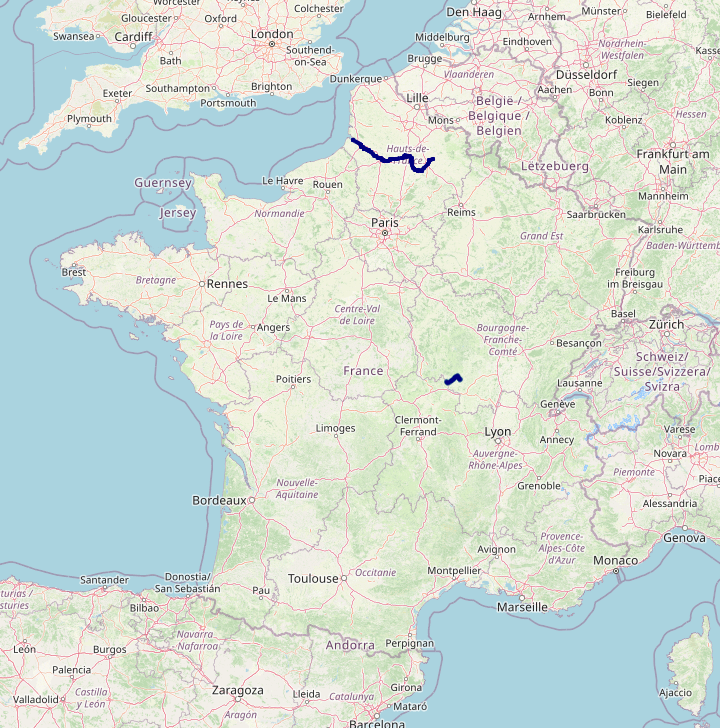 Worcester
Colchester
Gloucester
Oxford
Swansea
Cardiff
London
Southend-
on-Sea
Bath
Exeter
Southampton
Brighton
Portsmouth
Plymouth
Den Haag
Arnhem
Münster
Bielefeld
Middelburg
Eindhoven
Brugge
Dunkerque
Vlaanderen
Düsseldorf
Nordrhein-
Westfalen
Lille
België /
Belgique /
Belgien
Aachen
Bonn
Siegen
Mons
Koblenz
Hessen
Hauts-de-
France
Lëtzebuerg
Frankfurt am
Main
Mannheim
Guernsey
Jersey
Le Havre
Rouen
Normandie
Reims
Saarbrücken
Karlsruhe
Paris
Grand Est
Brest
Bretagne
Rennes
Le Mans
Freiburg
im Breisgau
Centre-Val
de Loire
Basel
Zürich
Pays de
la Loire
Angers
Bourgogne-
Franche-
Comté
Besançon
Schweiz/
Suisse/Svizzera/
Svizra
France
Poitiers
Lausanne
Genève
Limoges
Clermont-
Ferrand
Lyon
Annecy
Varese
Novara
Auvergne-
Rhône-Alpes
Piemonte
Nouvelle-
Aquitaine
Grenoble
Bordeaux
Alessandria
Genova
Provence-
Alpes-Côte
d'Azur
Avignon
Monaco
Santander
Donostia/
San Sebastián
Toulouse
Occitanie
Montpellier
Bilbao
Pau
Marseille
León
Burgos
Navarra
- Nafarroa
Andorra
Perpignan
Palencia
Castilla
y León
Valladolid
Zaragoza
Lleida
Catalunya
Girona
Mataró
Ajaccio
Aragón
Barcelona